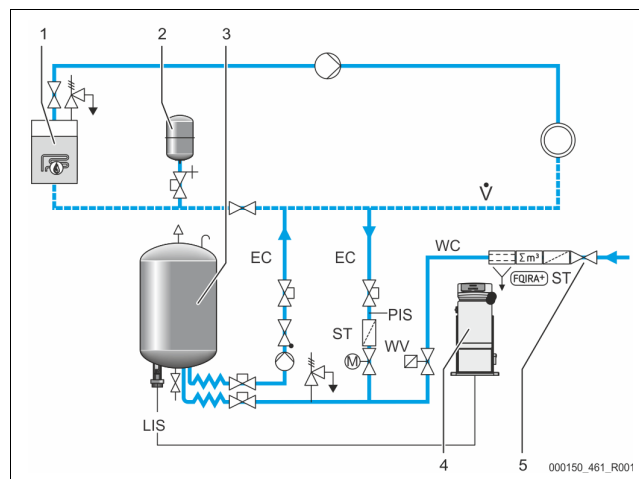 1
2
3
V̇
EC
EC
WC
Σm³
FQIRA+
ST
PIS
ST
WV
M
LIS
4
5
000150_461_R001